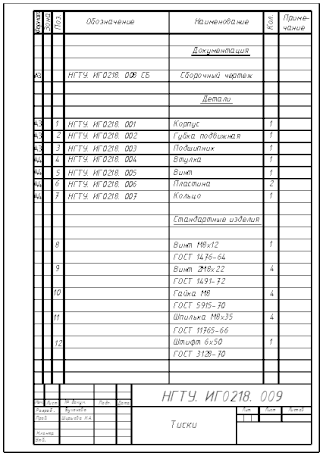 Формат Зона Поз. Обозначение Наименование Кол. Приме-
чание
Документация
А3 НГТУ. ИГ0218. 008 СБ Сборочный чертеж
Детали
А3 1 НГТУ. ИГ0218. 001 Корпус 1
А3 2 НГТУ. ИГ0218. 002 Губка подвижная 1
А3 3 НГТУ. ИГ0218. 003 Подшипник 1
А4 4 НГТУ. ИГ0218. 004 Втулка 1
А4 5 НГТУ. ИГ0218. 005 Винт 1
А4 6 НГТУ. ИГ0218. 006 Пластина 2
А4 7 НГТУ. ИГ0218. 007 Кольцо 1
Стандартные изделия
8 Винт М8х12 1
ГОСТ 1476-64
9 Винт 2М8х22 4
ГОСТ 1491-72
10 Гайка М8 4
ГОСТ 5915-70
11 Шпилька М8х35 4
ГОСТ 11765-66
12 Штифт 6х50 1
ГОСТ 3128-70
НГТУ. ИГ0218. 009
Лист № докум. Подп. Дата
Разраб.
Пров.
Тиски
Лит. Лист Листов
Н.контр.
Утв.